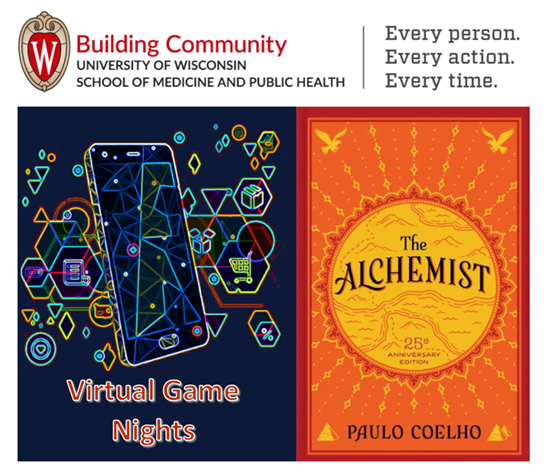 W
Building Community
UNIVERSITY OF WISCONSIN
SCHOOL OF MEDICINE AND PUBLIC HEALTH
Every person.
Every action.
Every time.
Virtual Game
Nights
The
ALCHEMIST
25th
ANNIVERSARY
EDITION
PAULO COELHO